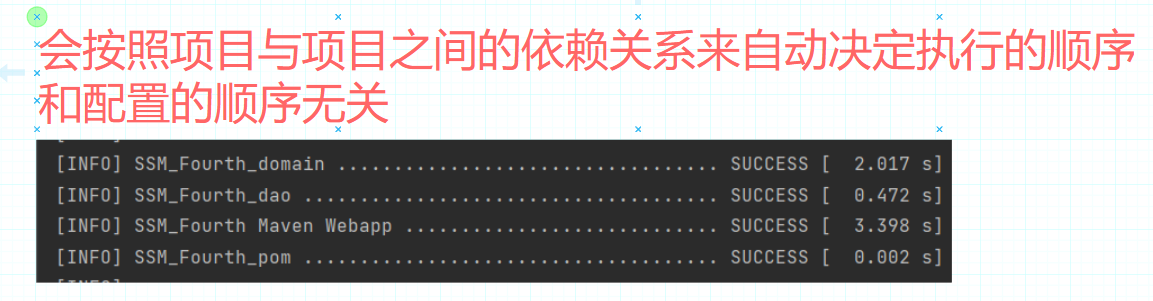 会按照项目与项目之间的依赖关系来自动决定执行的顺序
和配置的顺序无关
[INFO] SSM_Fourth_domain .................................. SUCCESS [  2.017 s]
[INFO] SSM_Fourth_dao ..................................... SUCCESS [  0.472 s]
[INFO] SSM_Fourth Maven Webapp ............................ SUCCESS [  3.398 s]
[INFO] SSM_Fourth_pom ..................................... SUCCESS [  0.002 s]